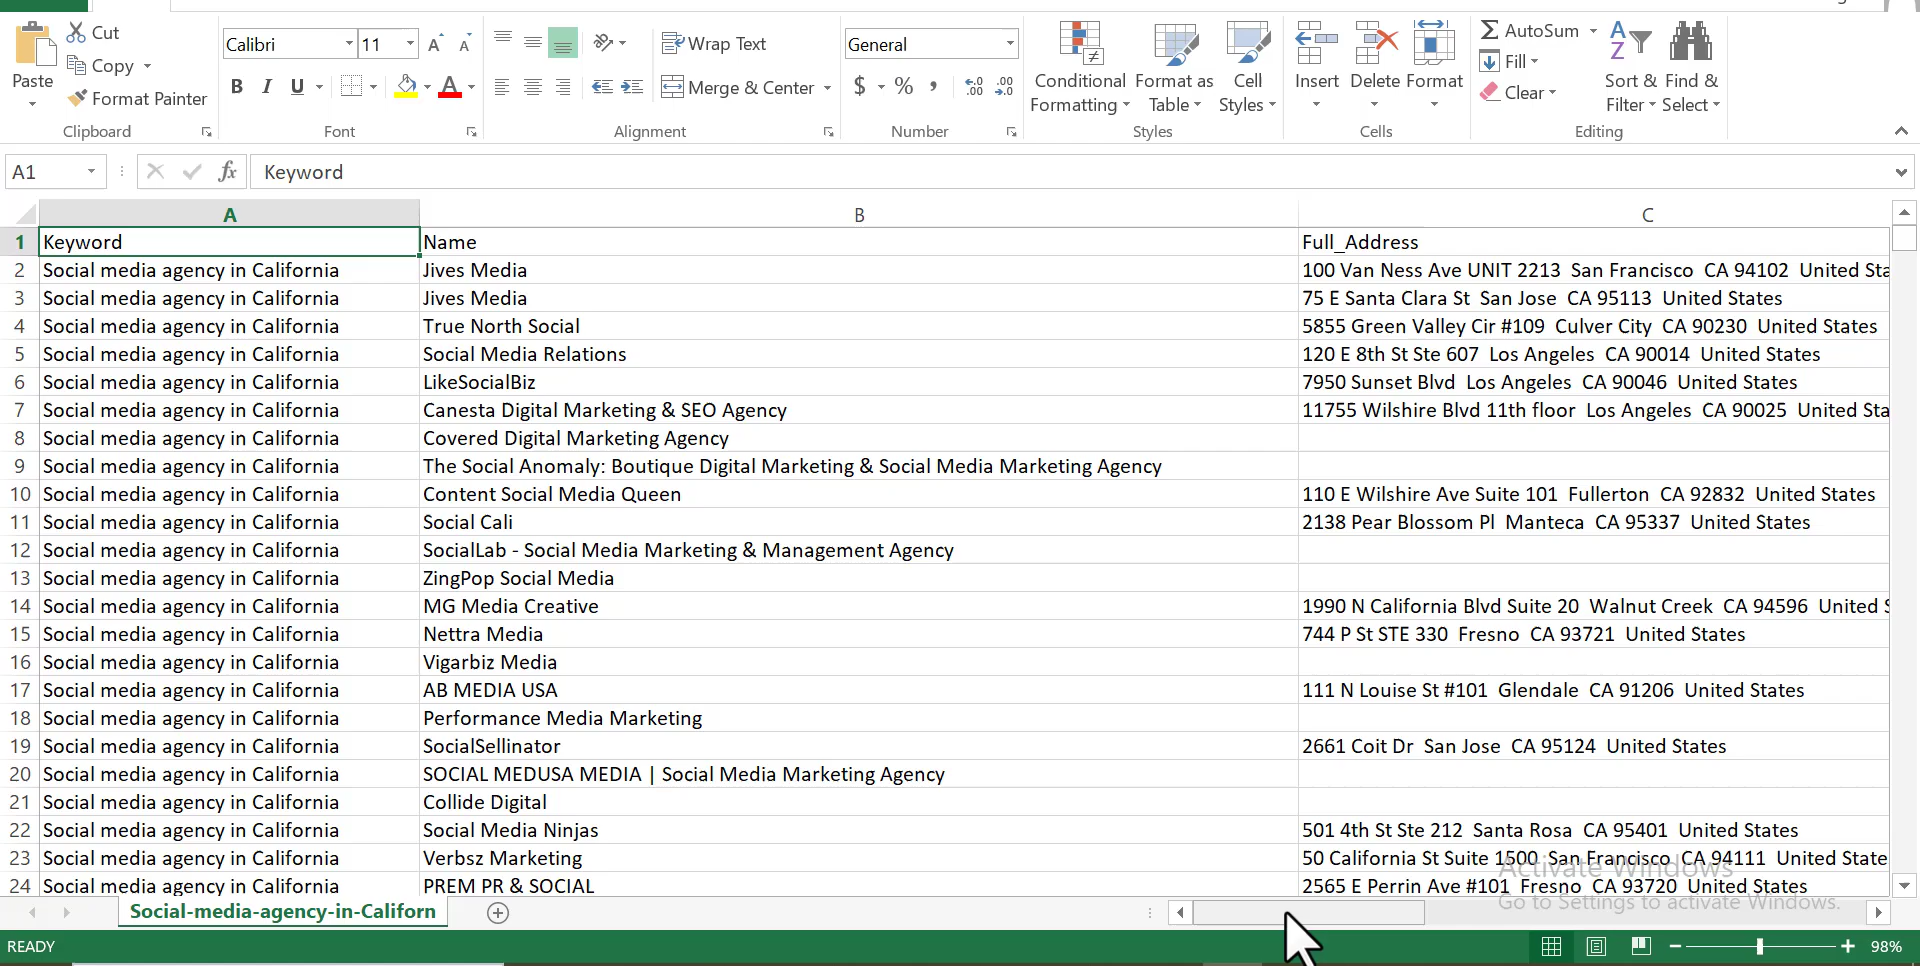 Cut
Copy
Format Painter
Paste
Clipboard
Calibri 11
B I U A
Font
Wrap Text
Merge & Center
Alignment
General
$ % ,
Number
Conditional Formatting
Format as Table
Cell Styles
Styles
Insert Delete Format
Cells
AutoSum
Fill
Clear
Sort & Filter
Find & Select
Editing
A1 fx Keyword
A B C
1 Keyword Name Full_Address
2 Social media agency in California Jives Media 100 Van Ness Ave UNIT 2213 San Francisco CA 94102 United Sta
3 Social media agency in California Jives Media 75 E Santa Clara St San Jose CA 95113 United States
4 Social media agency in California True North Social 5855 Green Valley Cir #109 Culver City CA 90230 United States
5 Social media agency in California Social Media Relations 120 E 8th St Ste 607 Los Angeles CA 90014 United States
6 Social media agency in California LikeSocialBiz 7950 Sunset Blvd Los Angeles CA 90046 United States
7 Social media agency in California Canesta Digital Marketing & SEO Agency 11755 Wilshire Blvd 11th floor Los Angeles CA 90025 United Sta
8 Social media agency in California Covered Digital Marketing Agency
9 Social media agency in California The Social Anomaly: Boutique Digital Marketing & Social Media Marketing Agency
10 Social media agency in California Content Social Media Queen 110 E Wilshire Ave Suite 101 Fullerton CA 92832 United States
11 Social media agency in California Social Cali 2138 Pear Blossom Pl Manteca CA 95337 United States
12 Social media agency in California SocialLab - Social Media Marketing & Management Agency
13 Social media agency in California ZingPop Social Media
14 Social media agency in California MG Media Creative 1990 N California Blvd Suite 20 Walnut Creek CA 94596 United S
15 Social media agency in California Nettra Media 744 P St STE 330 Fresno CA 93721 United States
16 Social media agency in California Vigarbiz Media
17 Social media agency in California AB MEDIA USA 111 N Louise St #101 Glendale CA 91206 United States
18 Social media agency in California Performance Media Marketing
19 Social media agency in California SocialSellinator 2661 Coit Dr San Jose CA 95124 United States
20 Social media agency in California SOCIAL MEDUSA MEDIA | Social Media Marketing Agency
21 Social media agency in California Collide Digital
22 Social media agency in California Social Media Ninjas 501 4th St Ste 212 Santa Rosa CA 95401 United States
23 Social media agency in California Verbsz Marketing 50 California St Suite 1500 San Francisco CA 94111 United State
24 Social media agency in California PREM PR & SOCIAL 2565 E Perrin Ave #101 Fresno CA 93720 United States
Activate Windows
Go to Settings to activate Windows.
Social-media-agency-in-Californ
READY 98%